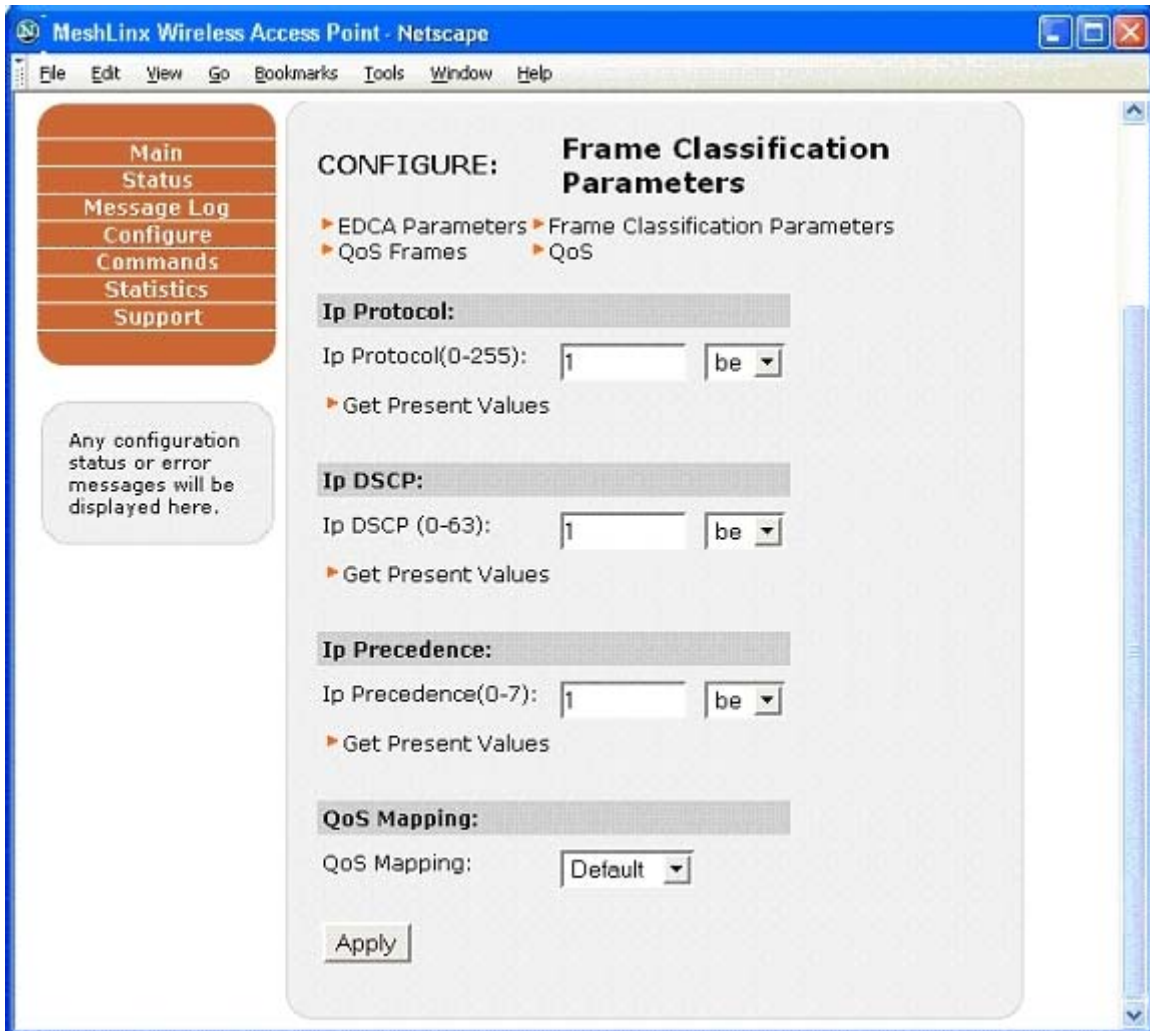 MeshLinx Wireless Access Point - Netscape
File Edit View Go Bookmarks Tools Window Help
Main
Status
Message Log
Configure
Commands
Statistics
Support
Any configuration
status or error
messages will be
displayed here.
CONFIGURE:
Frame Classification
Parameters
EDCA Parameters Frame Classification Parameters
QoS Frames QoS
Ip Protocol:
Ip Protocol(0-255): 1 be
Get Present Values
Ip DSCP:
Ip DSCP (0-63): 1 be
Get Present Values
Ip Precedence:
Ip Precedence(0-7): 1 be
Get Present Values
QoS Mapping:
QoS Mapping: Default
Apply